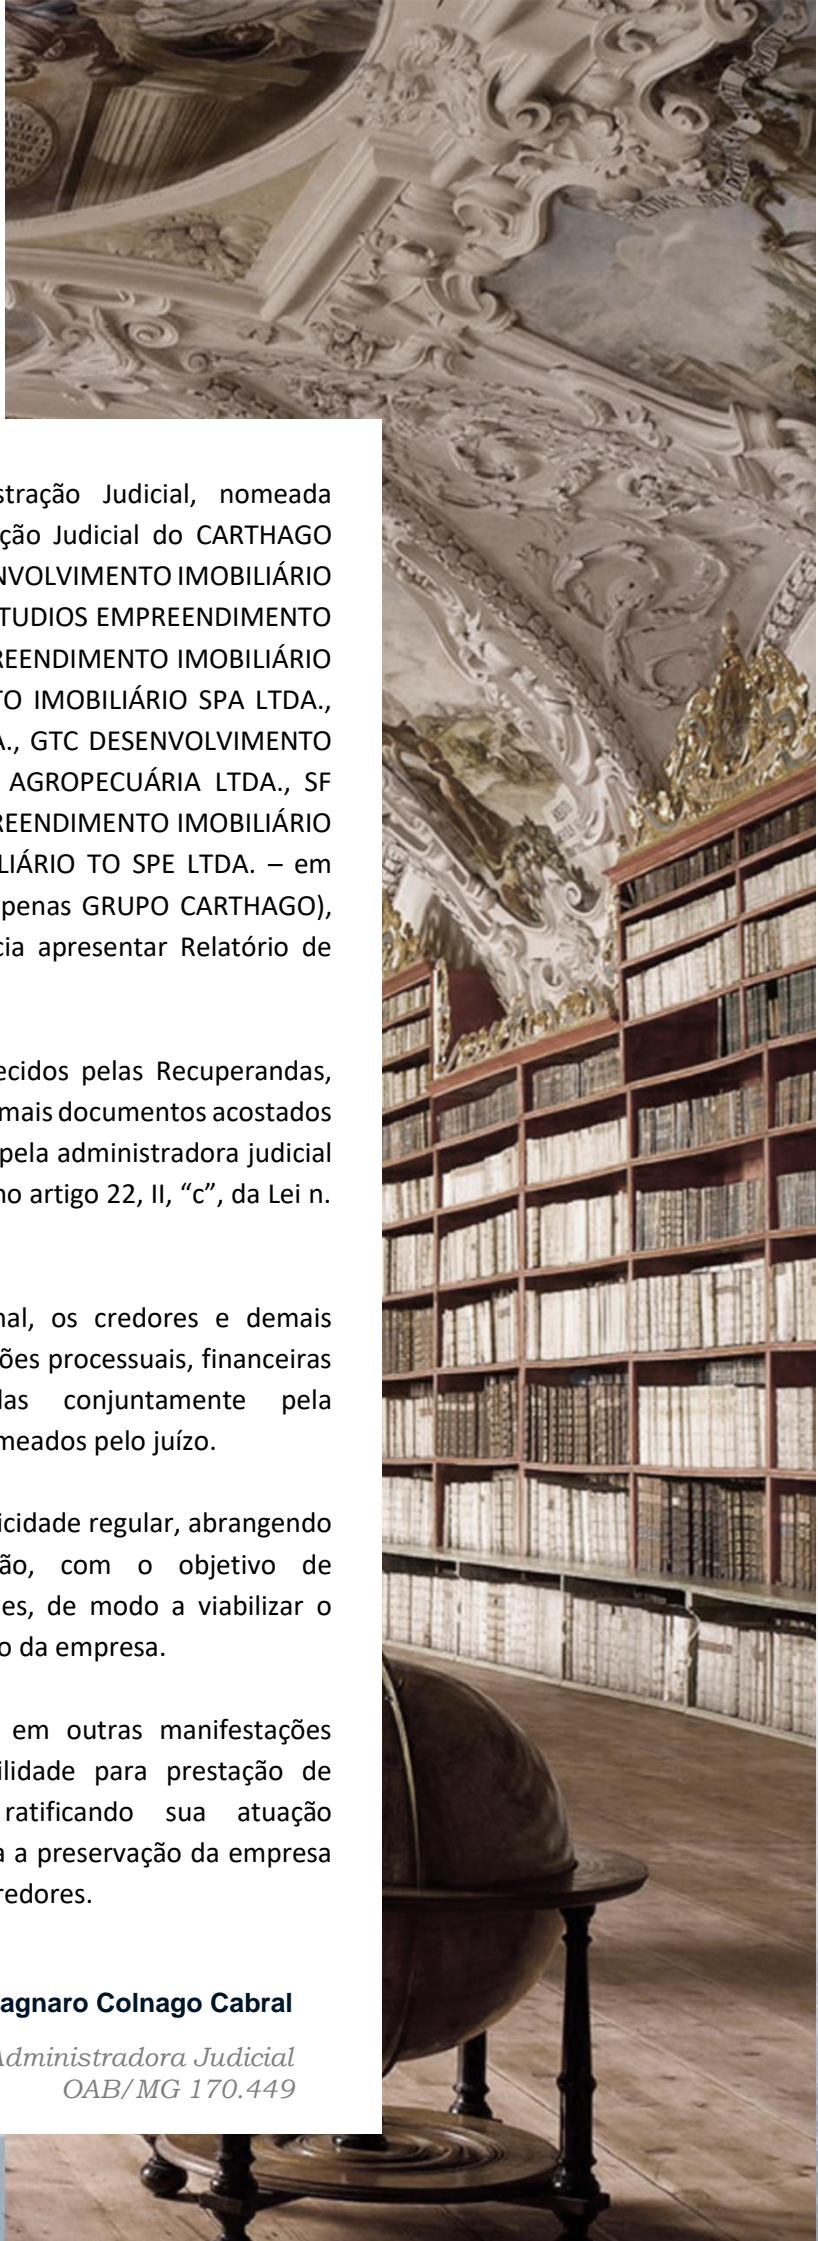 stração Judicial, nomeada
ção Judicial do CARTHAGO
NVOLVIMENTO IMOBILIÁRIO
TUDIOS EMPREENDIMENTO
REENDIMENTO IMOBILIÁRIO
TO IMOBILIÁRIO SPA LTDA.,
A., GTC DESENVOLVIMENTO
AGROPECUÁRIA LTDA., SF
REENDIMENTO IMOBILIÁRIO
LIÁRIO TO SPE LTDA. – em
penas GRUPO CARTHAGO),
cia apresentar Relatório de
ecidos pelas Recuperandas,
mais documentos acostados
pela administradora judicial
no artigo 22, II, “c”, da Lei n.
nal, os credores e demais
ões processuais, financeiras
las conjuntamente pela
meados pelo juízo.
icidade regular, abrangendo
ão, com o objetivo de
es, de modo a viabilizar o
o da empresa.
em outras manifestações
ilidade para prestação de
ratificando sua atuação
a a preservação da empresa
redores.
agnaro Colnago Cabral
Administradora Judicial
OAB/MG 170.449